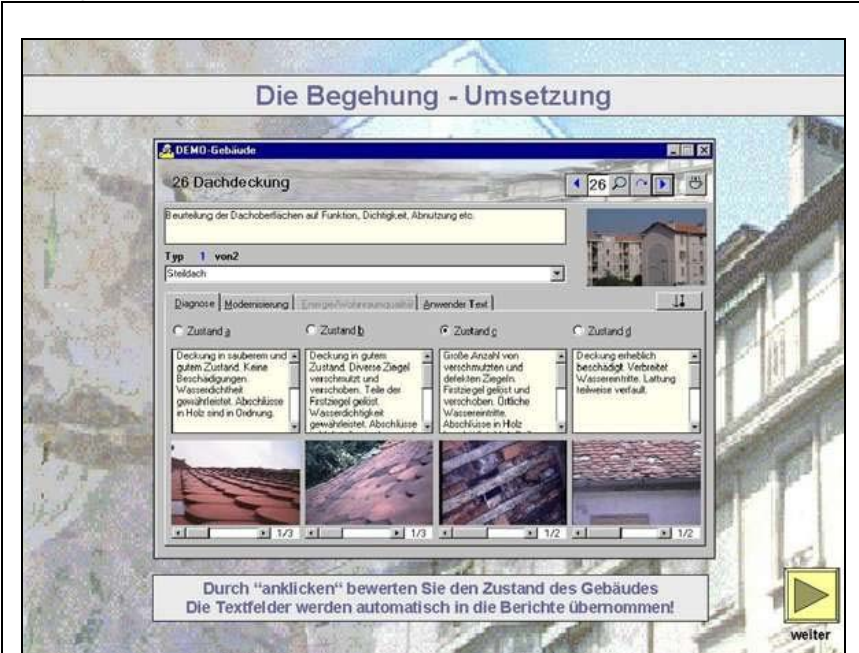 Die Begehung - Umsetzung
DEMO-Gebäude
26 Dachdeckung
26
Beurteilung der Dachoberflächen auf Funktion, Dichtigkeit, Abnutzung etc.
Typ 1 von2
Steildach
Diagnose Modernisierung Energie/Wohnraumqualität Anwender Text
Zustand a Zustand b Zustand c Zustand d
Deckung in sauberem und
gutem Zustand. Keine
Beschädigungen.
Wasserdichtheit
gewährleistet. Abschlüsse
in Holz sind in Ordnung.
Deckung in gutem
Zustand. Diverse Ziegel
verschmutzt und
verschoben. Teile der
Firstziegel gelöst.
Wasserdichtigkeit
gewährleistet. Abschlüsse
Große Anzahl von
verschmutzten und
defekten Ziegeln.
Firstziegel gelöst und
verschoben. Örtliche
Wassereintritte.
Abschlüsse in Holz
Deckung erheblich
beschädigt. Verbreitet
Wassereintritte. Lattung
teilweise verfault.
1/3 1/3 1/2 1/2
Durch “anklicken“ bewerten Sie den Zustand des Gebäudes
Die Textfelder werden automatisch in die Berichte übernommen!
weiter